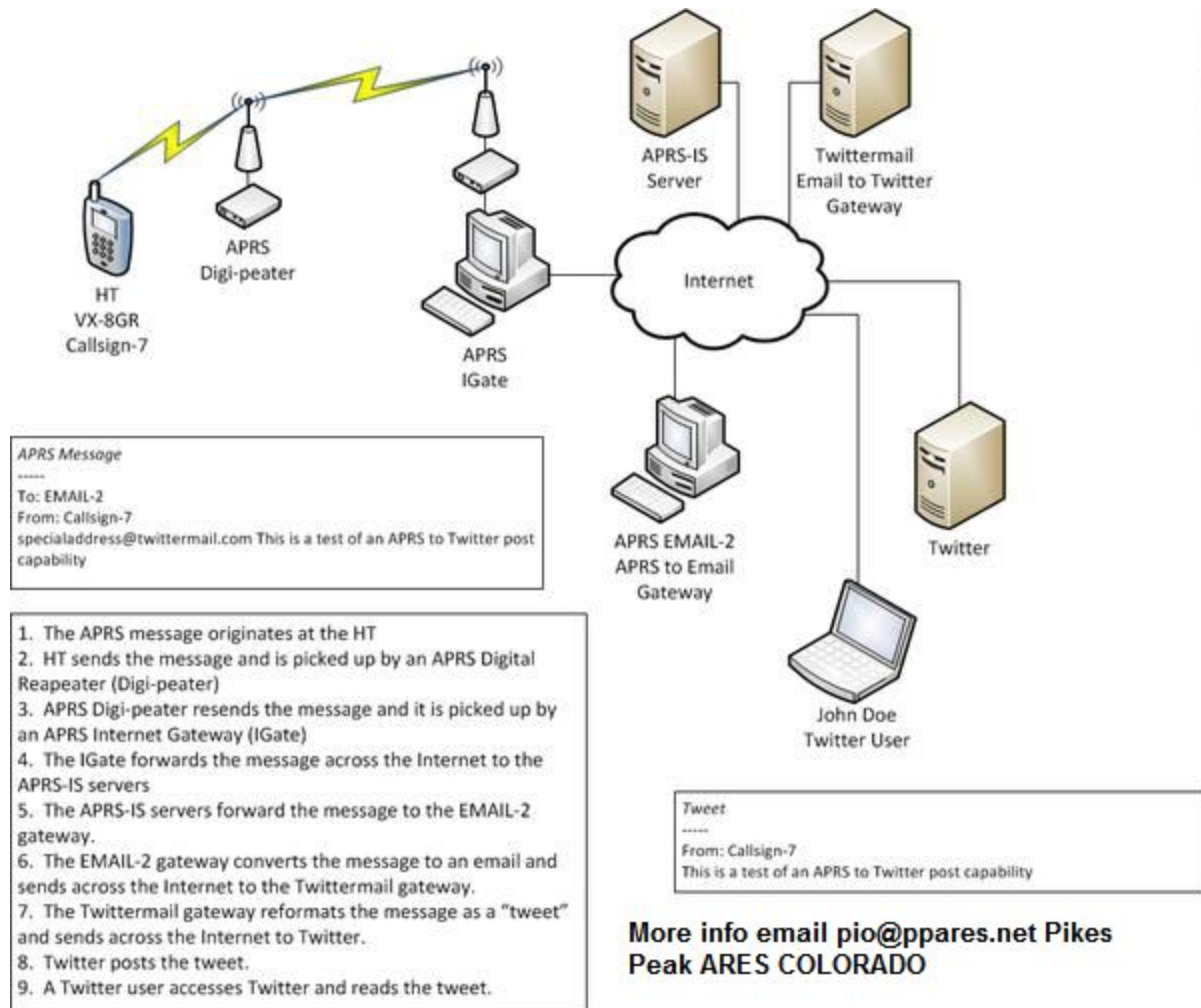 APRS-IS
Server
Twittermail
Email to Twitter
Gateway
APRS
Digi-peater
HT
VX-8GR
Callsign-7
Internet
APRS
IGate
APRS EMAIL-2
APRS to Email
Gateway
Twitter
John Doe
Twitter User
APRS Message
-----
To: EMAIL-2
From: Callsign-7
specialaddress@twittermail.com This is a test of an APRS to Twitter post
capability
1. The APRS message originates at the HT
2. HT sends the message and is picked up by an APRS Digital
Reapeater (Digi-peater)
3. APRS Digi-peater resends the message and it is picked up by
an APRS Internet Gateway (IGate)
4. The IGate forwards the message across the Internet to the
APRS-IS servers
5. The APRS-IS servers forward the message to the EMAIL-2
gateway.
6. The EMAIL-2 gateway converts the message to an email and
sends across the Internet to the Twittermail gateway.
7. The Twittermail gateway reformats the message as a "tweet"
and sends across the Internet to Twitter.
8. Twitter posts the tweet.
9. A Twitter user accesses Twitter and reads the tweet.
Tweet
-----
From: Callsign-7
This is a test of an APRS to Twitter post capability
More info email pio@ppares.net Pikes
Peak ARES COLORADO